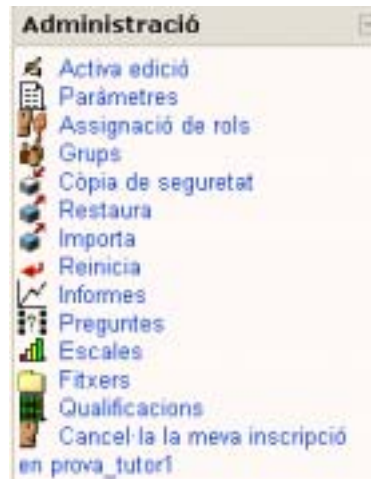 Administració
Activa edició
Paràmetres
Assignació de rols
Grups
Còpia de seguretat
Restaura
Importa
Reinicia
Informes
Preguntes
Escales
Fitxers
Qualificacions
Cancel·la la meva inscripció
en prova_tutor1